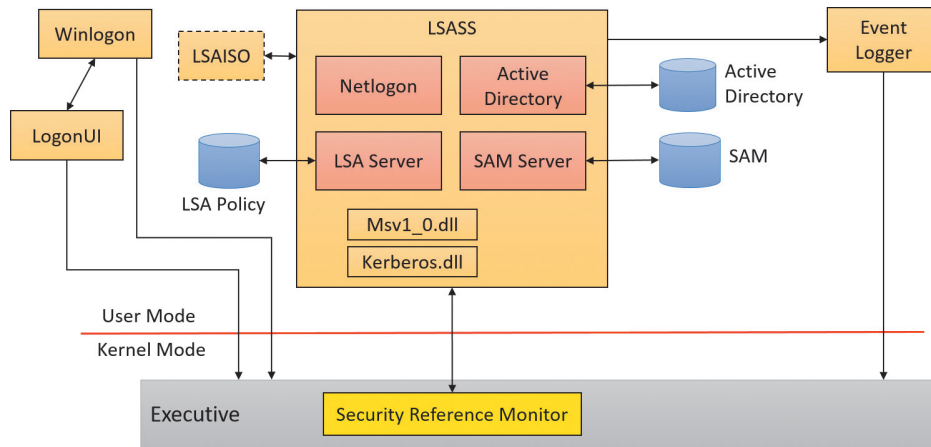 Winlogon
LogonUI
LSAISO
LSASS
Netlogon
Active
Directory
LSA Server
SAM Server
Msv1_0.dll
Kerberos.dll
LSA Policy
Active
Directory
SAM
Event
Logger
User Mode
Kernel Mode
Executive
Security Reference Monitor